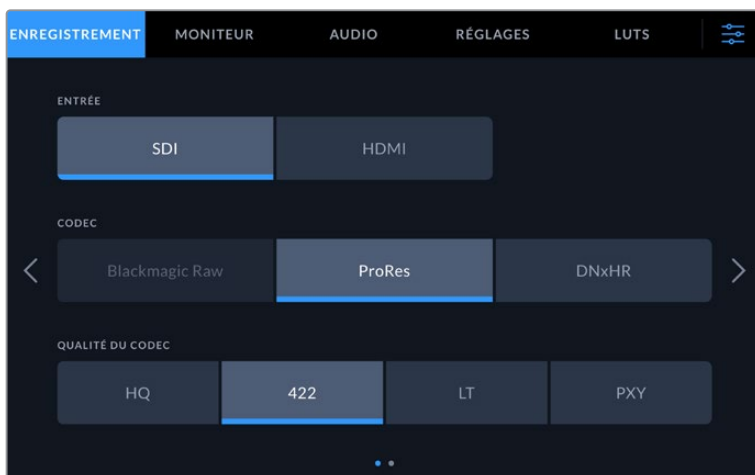 ENREGISTREMENT MONITEUR AUDIO RÉGLAGES LUTS
ENTRÉE
SDI HDMI
CODEC
Blackmagic Raw ProRes DNxHR
QUALITÉ DU CODEC
HQ 422 LT PXY